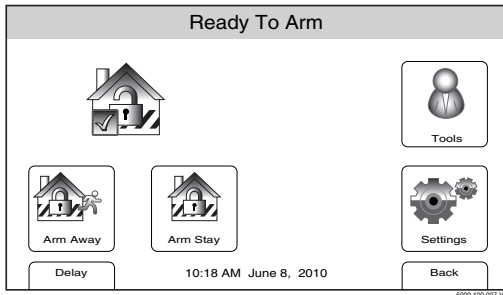 Ready To Arm
Tools
Arm Away
Arm Stay
Settings
Delay
10:18 AM June 8, 2010
Back